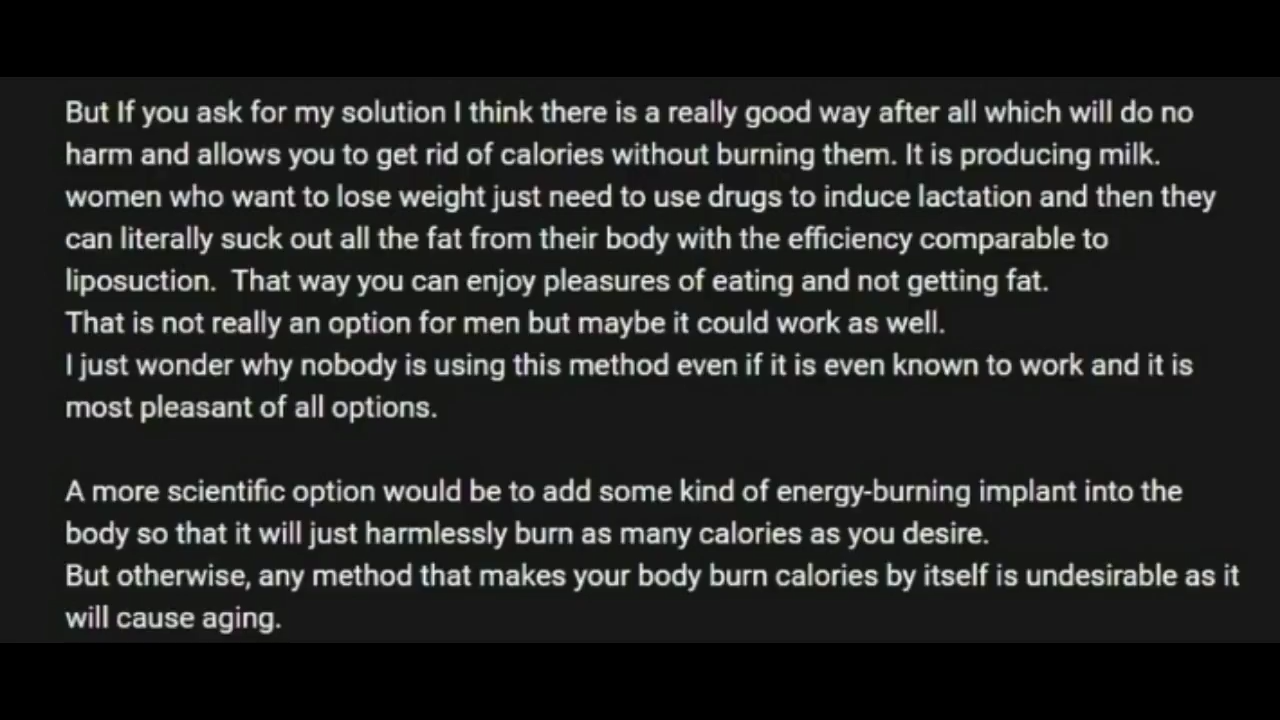 But If you ask for my solution I think there is a really good way after all which will do no
harm and allows you to get rid of calories without burning them. It is producing milk.
women who want to lose weight just need to use drugs to induce lactation and then they
can literally suck out all the fat from their body with the efficiency comparable to
liposuction.  That way you can enjoy pleasures of eating and not getting fat.
That is not really an option for men but maybe it could work as well.
I just wonder why nobody is using this method even if it is even known to work and it is
most pleasant of all options.
A more scientific option would be to add some kind of energy-burning implant into the
body so that it will just harmlessly burn as many calories as you desire.
But otherwise, any method that makes your body burn calories by itself is undesirable as it
will cause aging.